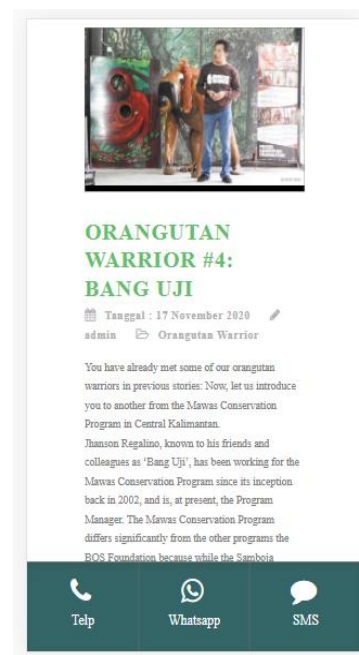 ORANGUTAN
WARRIOR #4:
BANG UJI
Tanggal : 17 November 2020
admin Orangutan Warrior
You have already met some of our orangutan
warriors in previous stories: Now, let us introduce
you to another from the Mawas Conservation
Program in Central Kalimantan.
Jhanson Regalino, known to his friends and
colleagues as ‘Bang Uji’, has been working for the
Mawas Conservation Program since its inception
back in 2002, and is, at present, the Program
Manager. The Mawas Conservation Program
differs significantly from the other programs the
BOS Foundation because while the Samboja
Telp Whatsapp SMS